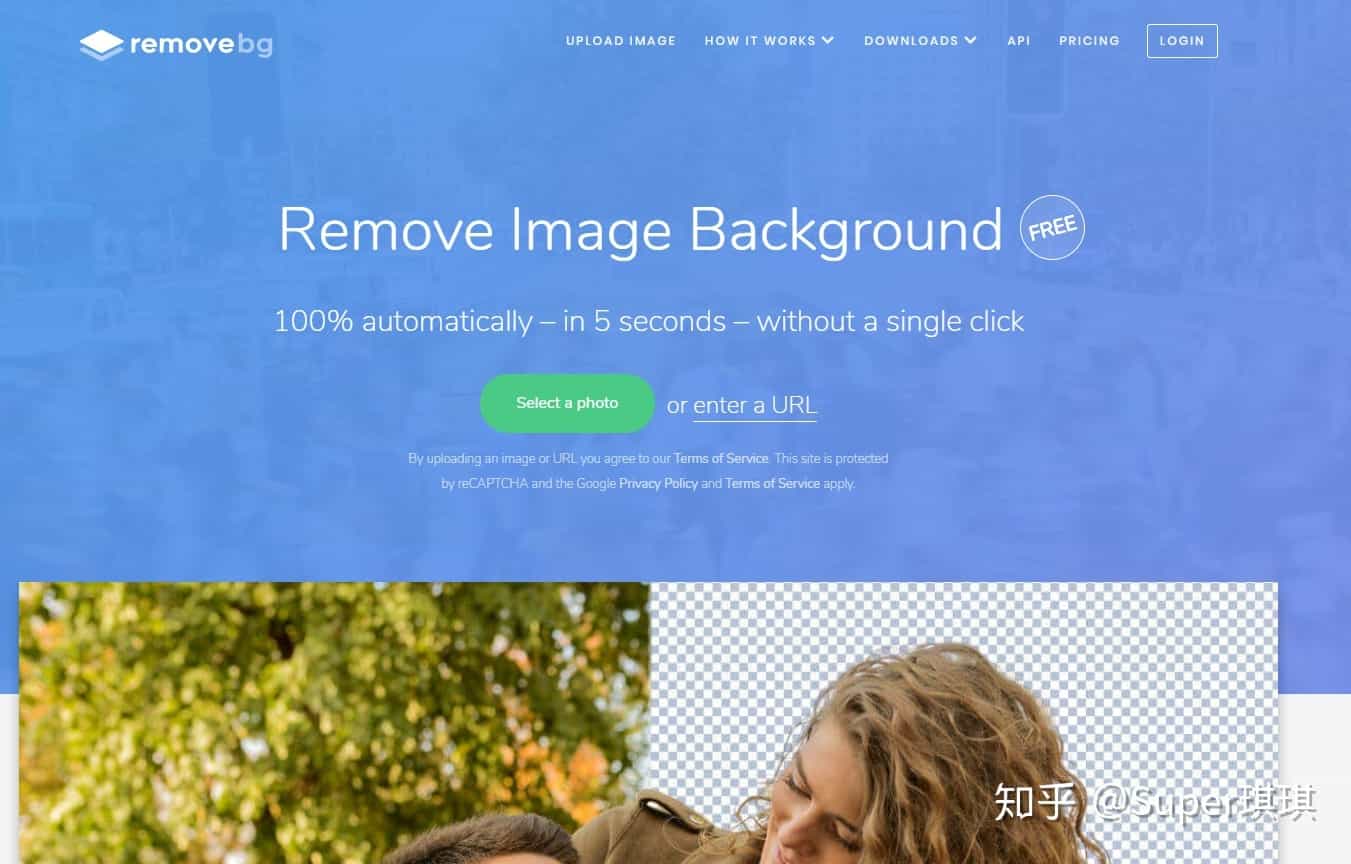 removebg
UPLOAD IMAGE HOW IT WORKS DOWNLOADS API PRICING LOGIN
Remove Image Background FREE
100% automatically – in 5 seconds – without a single click
Select a photo or enter a URL
By uploading an image or URL you agree to our Terms of Service. This site is protected
by reCAPTCHA and the Google Privacy Policy and Terms of Service apply.
知乎 @Super琪琪